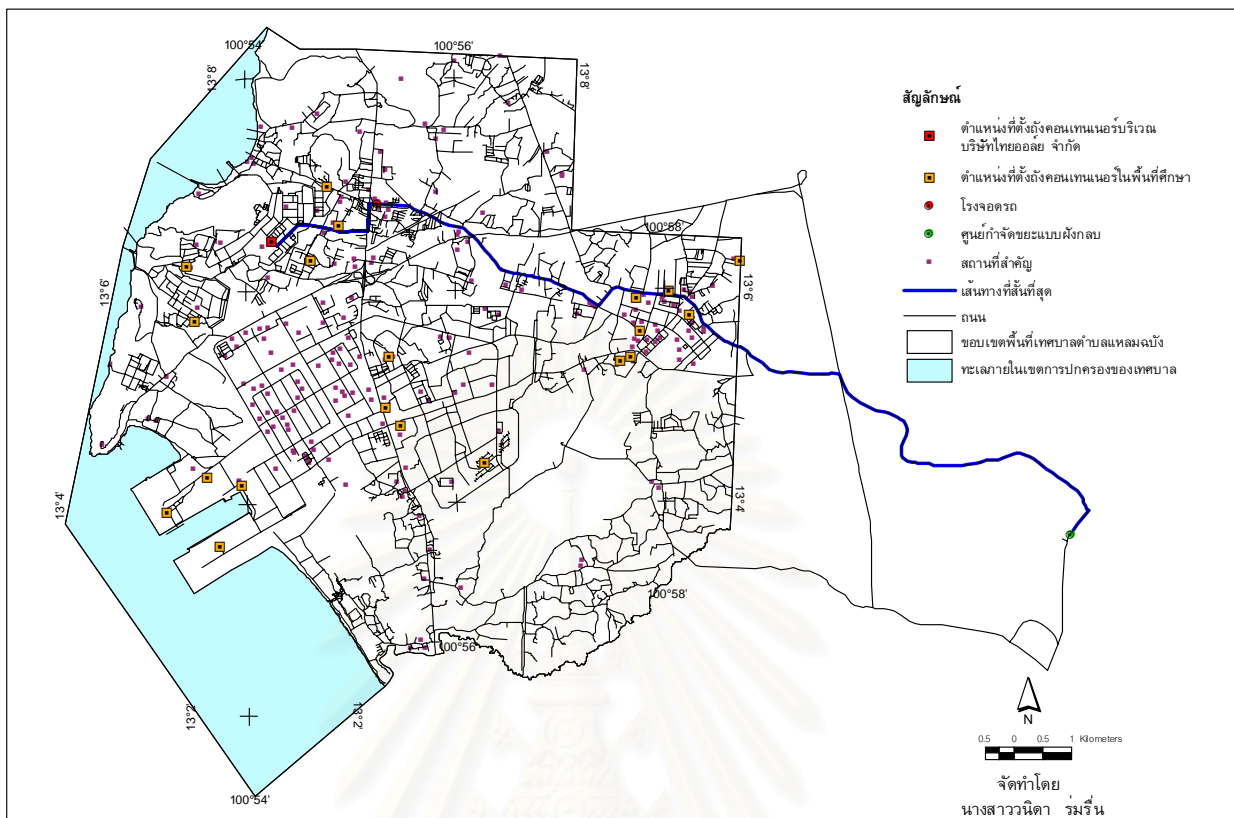 100°54'
100°56'
13°8'
13°8'
100°58'
13°6'
13°6'
13°4'
13°4'
100°58'
100°56'
13°2'
13°2'
100°54'
สัญลักษณ์
ตำแหน่งที่ตั้งถังคอนเทนเนอร์บริเวณ
บริษัทไทยออล์ย จำกัด
ตำแหน่งที่ตั้งถังคอนเทนเนอร์ในพื้นที่ศึกษา
โรงจอดรถ
ศูนย์กำจัดขยะแบบฝังกลบ
สถานที่สำคัญ
เส้นทางที่สั้นที่สุด
ถนน
ขอบเขตพื้นที่เทศบาลตำบลแหลมฉบัง
ทะเลภายในเขตการปกครองของเทศบาล
N
0.5 0 0.5 1 Kilometers
จัดทำโดย
นางสาววนิดา ร่มรื่น